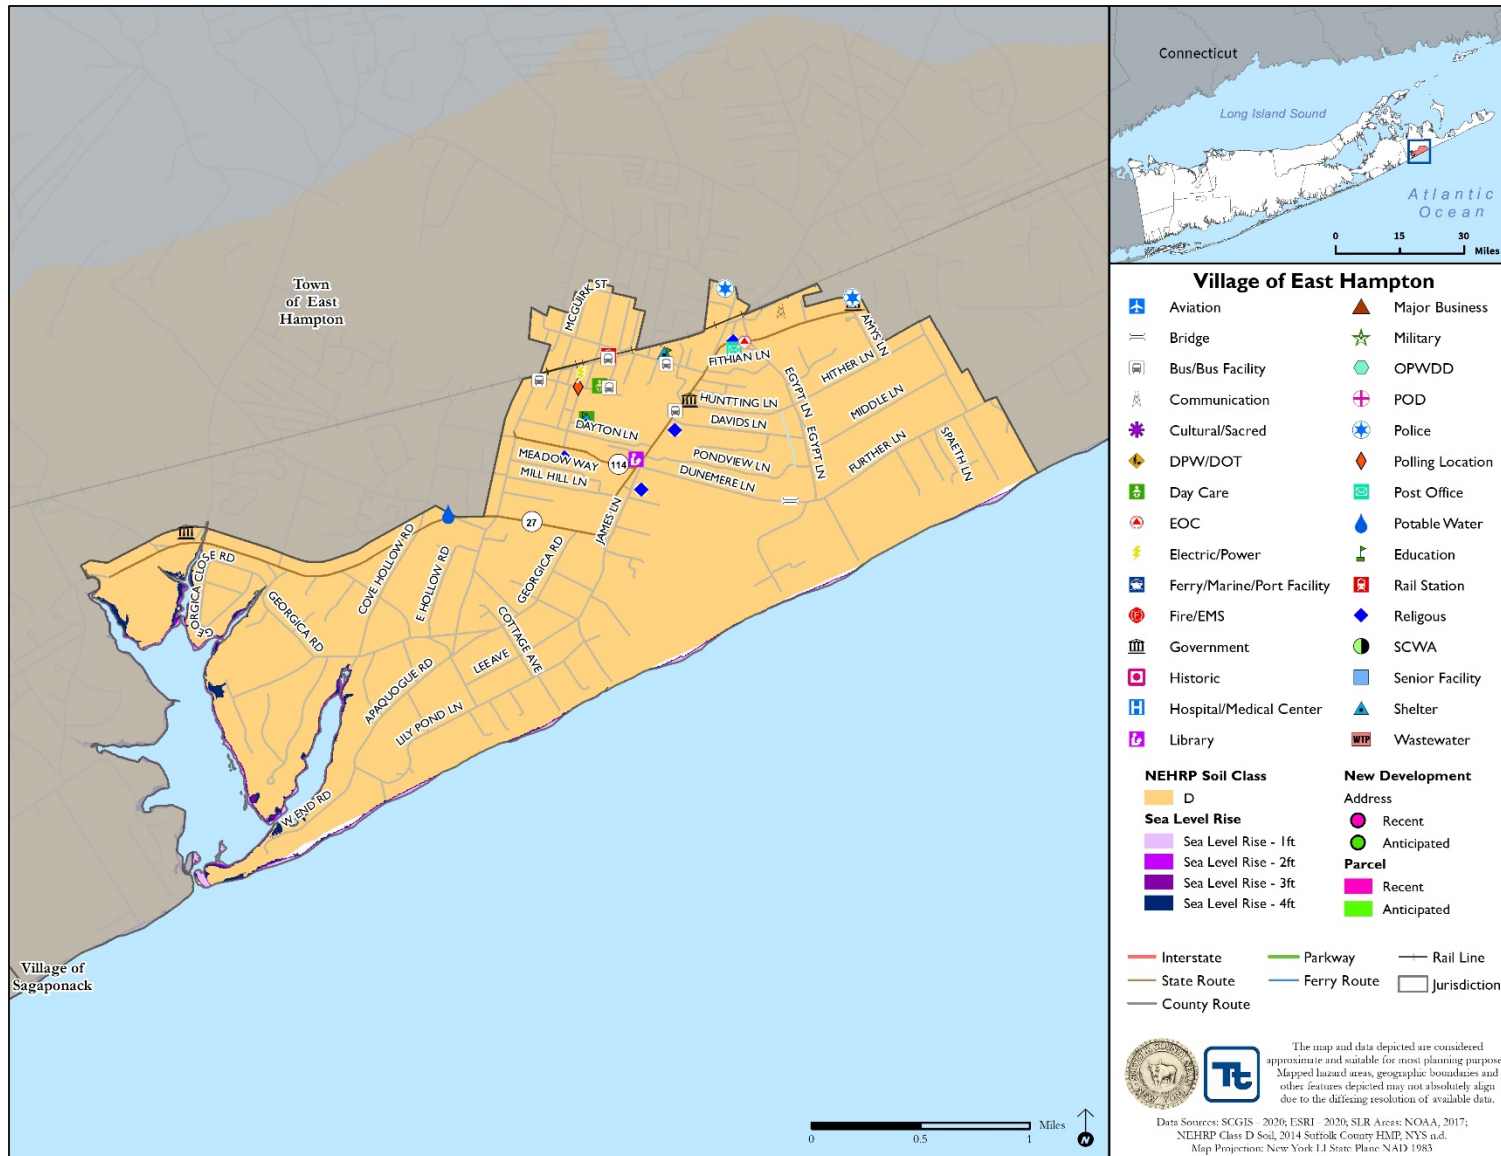 Town
of East
Hampton
Village of
Sagaponack
MCGUIRK ST
FITHIAN LN
AMYS LN
HITHER LN
EGYPT LN
HUNTTING LN
MIDDLE LN
DAVIDS LN
DAYTON LN
EGYPT LN
FURTHER LN
SPAETH LN
MEADOW WAY
114
PONDVIEW LN
MILL HILL LN
DUNEMERE LN
27
JAMES LN
GEORGICA CLOSE RD
COVE HOLLOW RD
E HOLLOW RD
GEORGICA RD
GEORGICA RD
COTTAGE AVE
LEE AVE
APAQUOGUE RD
LILY POND LN
W END RD
0 0.5 1 Miles
N
Connecticut
Long Island Sound
Atlantic
Ocean
0 15 30
Miles
Village of East Hampton
Aviation
Bridge
Bus/Bus Facility
Communication
Cultural/Sacred
DPW/DOT
Day Care
EOC
Electric/Power
Ferry/Marine/Port Facility
F
Fire/EMS
Government
Historic
H
Hospital/Medical Center
Library
Major Business
Military
OPWDD
POD
Police
Polling Location
Post Office
Potable Water
Education
Rail Station
Religous
SCWA
Senior Facility
Shelter
WTP
Wastewater
NEHRP Soil Class
D
Sea Level Rise
Sea Level Rise - 1ft
Sea Level Rise - 2ft
Sea Level Rise - 3ft
Sea Level Rise - 4ft
New Development
Address
Recent
Anticipated
Parcel
Recent
Anticipated
Interstate
State Route
County Route
Parkway
Ferry Route
Rail Line
Jurisdiction
Tt
The map and data depicted are considered
approximate and suitable for most planning purpose
Mapped hazard areas, geographic boundaries and
other features depicted may not absolutely align
due to the differing resolution of available data.
Data Sources: SCGIS - 2020; ESRI - 2020; SLR Areas: NOAA, 2017;
NEHRP Class D Soil, 2014 Suffolk County HMP, NYS n.d.
Map Projection: New York LI State Plane NAD 1983